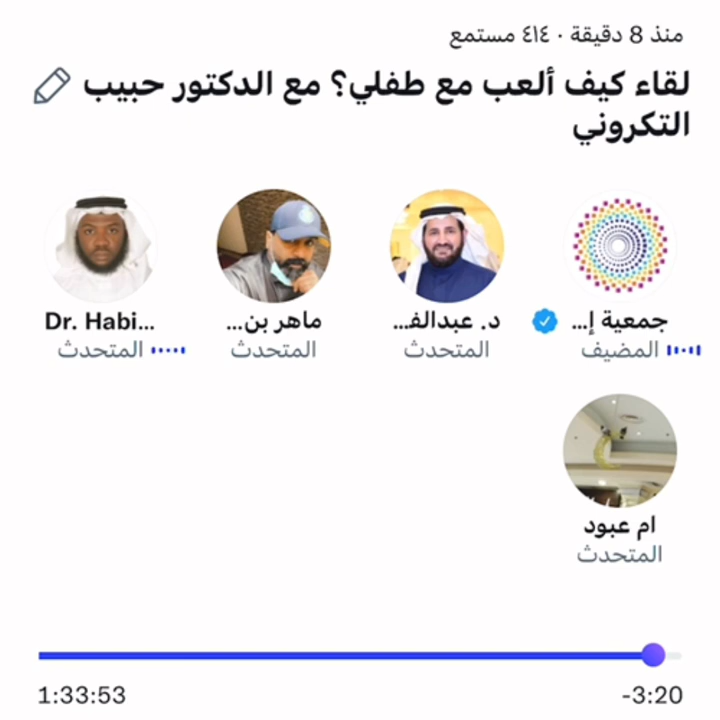 منذ 8 دقيقة · ٤١٤ مستمع
لقاء كيف ألعب مع طفلي؟ مع الدكتور حبيب
التكروني
جمعية إ...
المضيف
د. عبدالف...
المتحدث
ماهر بن...
المتحدث
Dr. Habi...
المتحدث
ام عبود
المتحدث
1:33:53
-3:20